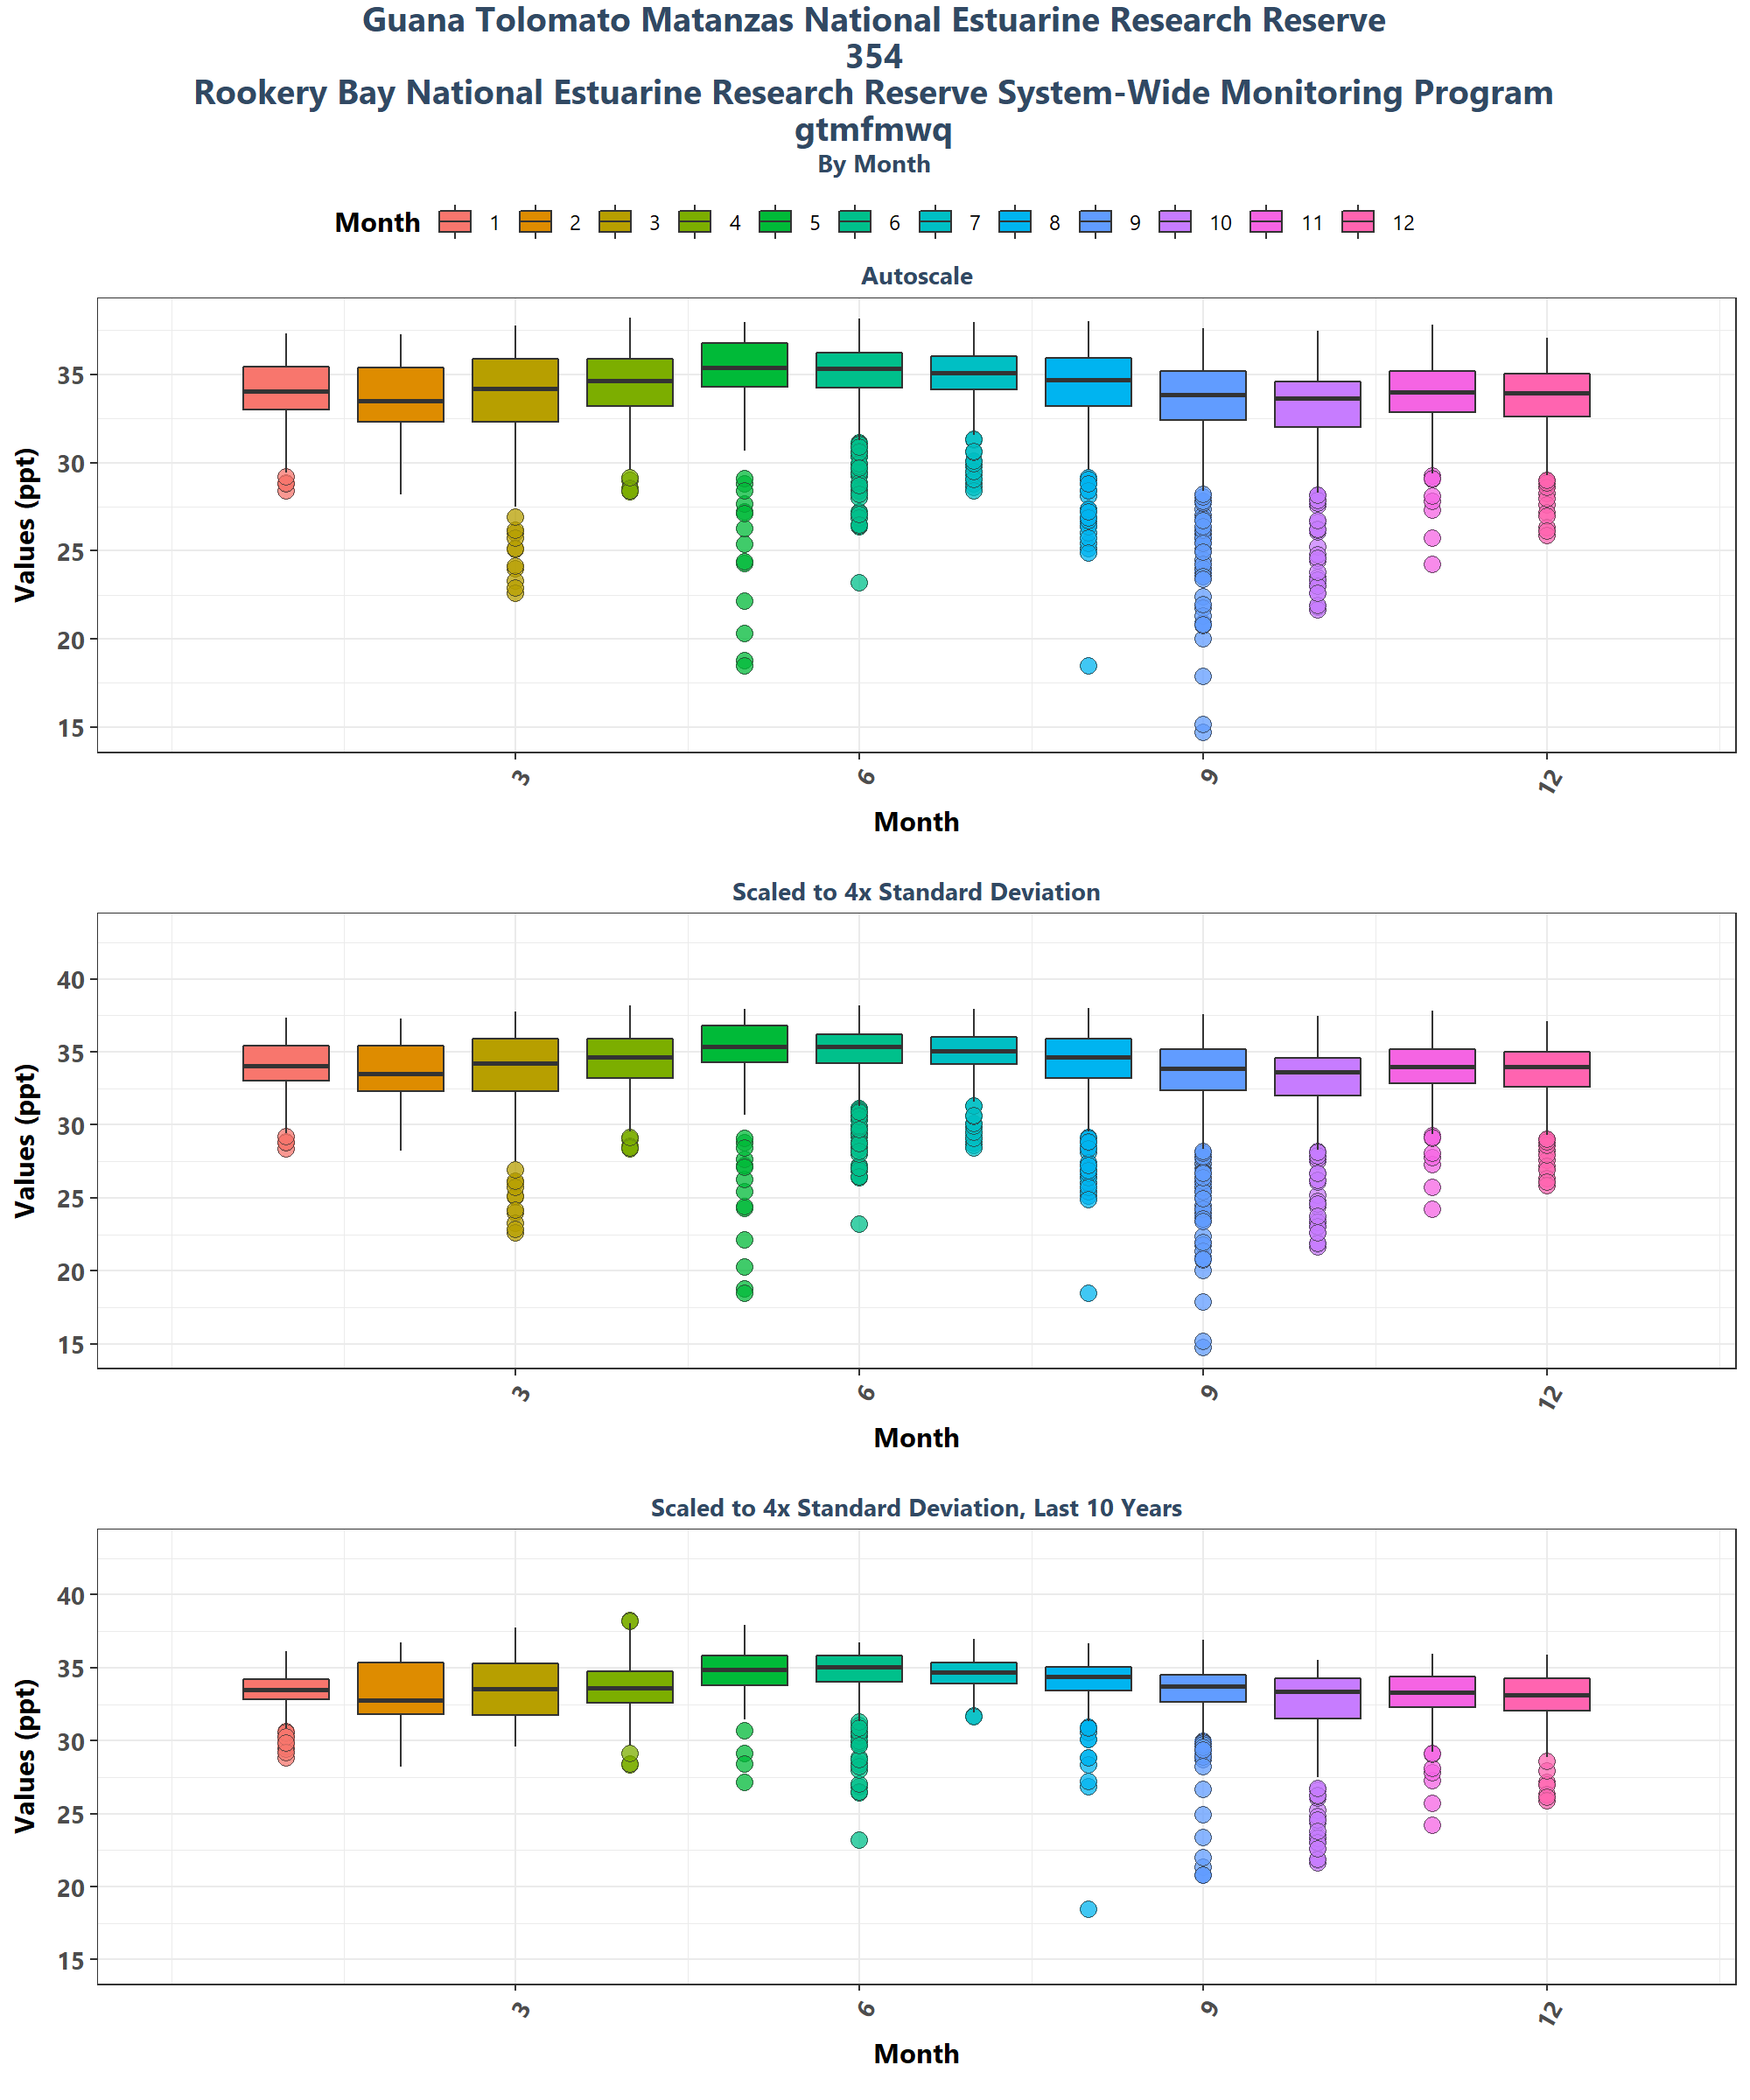 Guana Tolomato Matanzas National Estuarine Research Reserve
354
Rookery Bay National Estuarine Research Reserve System-Wide Monitoring Program
gtmfmwq
By Month
Month 1 2 3 4 5 6 7 8 9 10 11 12
Autoscale
Values (ppt)
35
30
25
20
15
3 6 9 12
Month
Scaled to 4x Standard Deviation
Values (ppt)
40
35
30
25
20
15
3 6 9 12
Month
Scaled to 4x Standard Deviation, Last 10 Years
Values (ppt)
40
35
30
25
20
15
3 6 9 12
Month